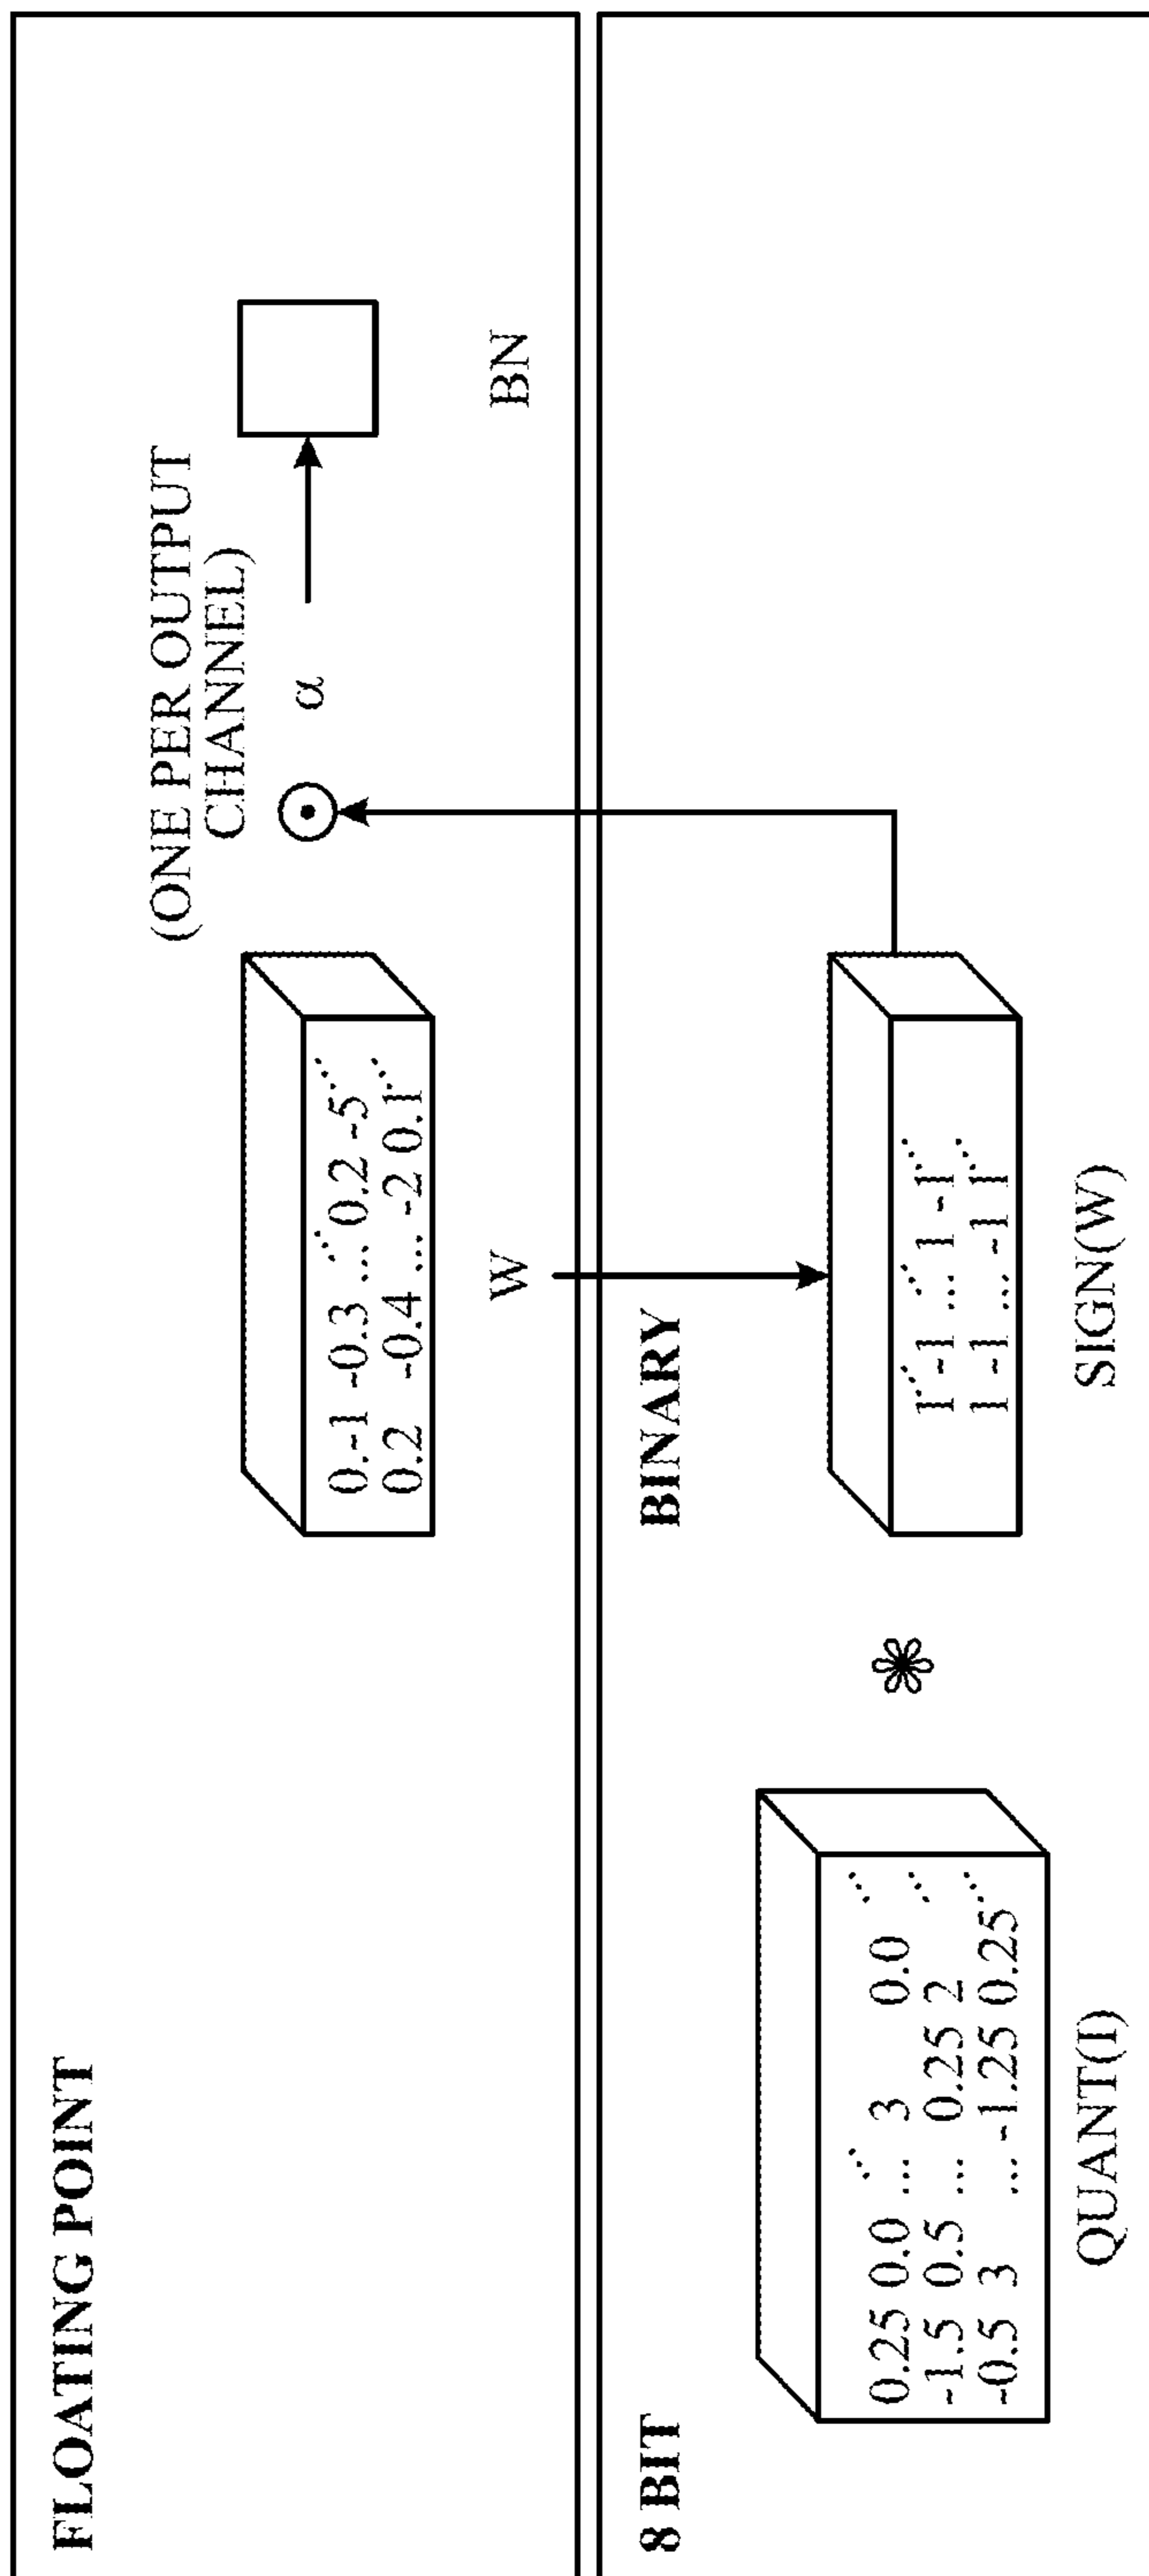 FLOATING POINT
(ONE PER OUTPUT
CHANNEL)
0.-1 -0.3 ... 0.2 -5
0.2 -0.4 ... -2 0.1
α
W
BN
8 BIT
BINARY
0.25 0.0 ... 3 0.0
-1.5 0.5 ... 0.25 2
-0.5 3 ... -1.25 0.25
*
1 -1 ... 1 -1
1 -1 ... -1 1
QUANT(I)
SIGN(W)